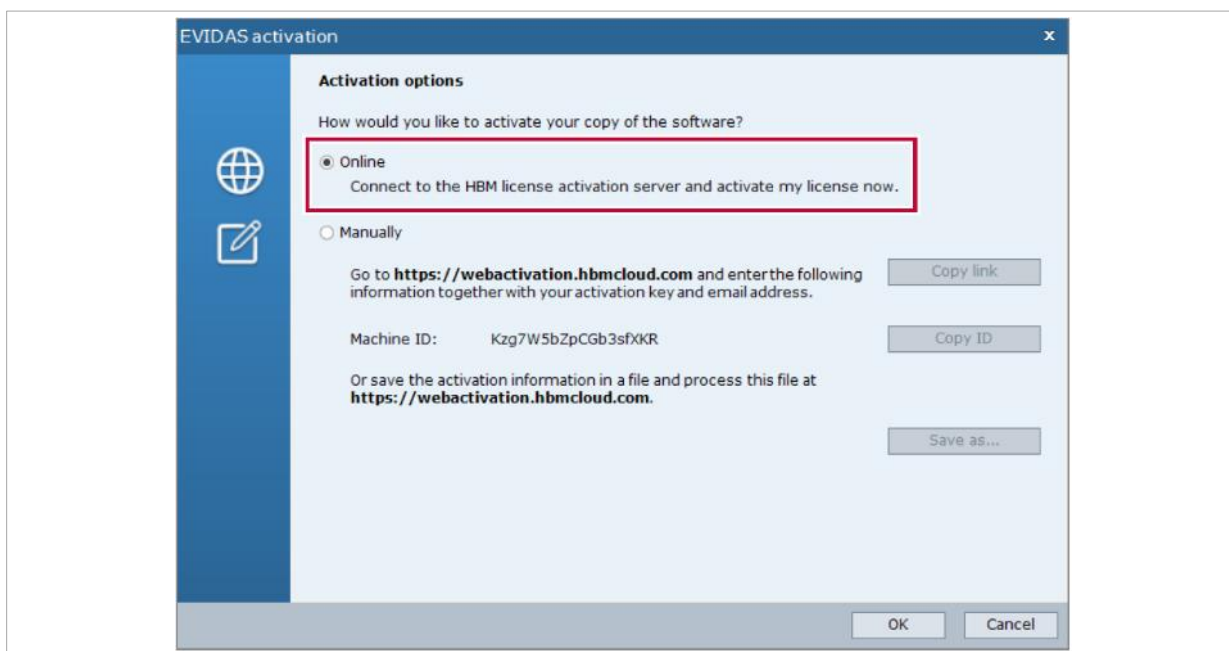 EVIDAS activation x
Activation options
How would you like to activate your copy of the software?
Online
Connect to the HBM license activation server and activate my license now.
Manually
Go to https://webactivation.hbmcloud.com and enter the following
information together with your activation key and email address.
Copy link
Machine ID: Kzg7W5bZpCGb3sfXKR
Copy ID
Or save the activation information in a file and process this file at
https://webactivation.hbmcloud.com.
Save as...
OK Cancel